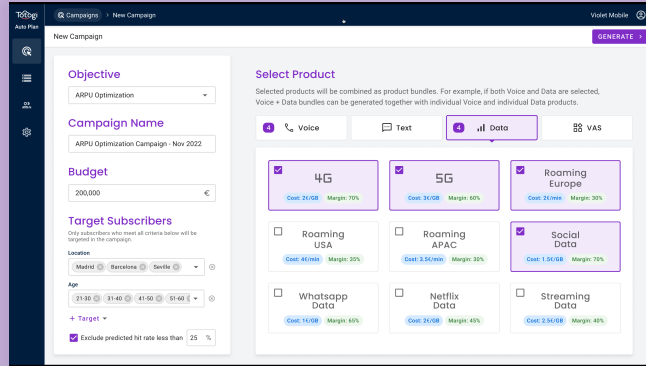 Totogi
Auto Plan
Campaigns > New Campaign
Violet Mobile
New Campaign
GENERATE >
Objective
ARPU Optimization
Campaign Name
ARPU Optimization Campaign - Nov 2022
Budget
200,000 €
Target Subscribers
Only subscribers who meet all criteria below will be
targeted in the campaign.
Location
Madrid Barcelona Seville
Age
21-30 31-40 41-50 51-60
+ Target
Exclude predicted hit rate less than 25 %
Select Product
Selected products will be combined as product bundles. For example, if both Voice and Data are selected,
Voice + Data bundles can be generated together with individual Voice and individual Data products.
4 Voice Text 4 Data VAS
4G
Cost: 2€/GB Margin: 70%
5G
Cost: 3€/GB Margin: 60%
Roaming
Europe
Cost: 2€/min Margin: 30%
Roaming
USA
Cost: 4€/min Margin: 35%
Roaming
APAC
Cost: 3.5€/min Margin: 30%
Social
Data
Cost: 1.5€/GB Margin: 70%
Whatsapp
Data
Cost: 1€/GB Margin: 65%
Netflix
Data
Cost: 2€/GB Margin: 45%
Streaming
Data
Cost: 2.5€/GB Margin: 40%